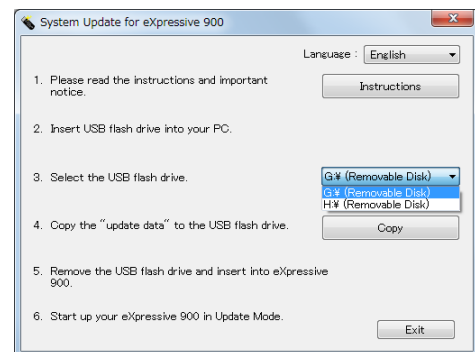 System Update for eXpressive 900
Language : English
1. Please read the instructions and important
notice.
Instructions
2. Insert USB flash drive into your PC.
3. Select the USB flash drive.
G:¥ (Removable Disk)
G:¥ (Removable Disk)
H:¥ (Removable Disk)
4. Copy the "update data" to the USB flash drive.
Copy
5. Remove the USB flash drive and insert into eXpressive
900.
6. Start up your eXpressive 900 in Update Mode.
Exit